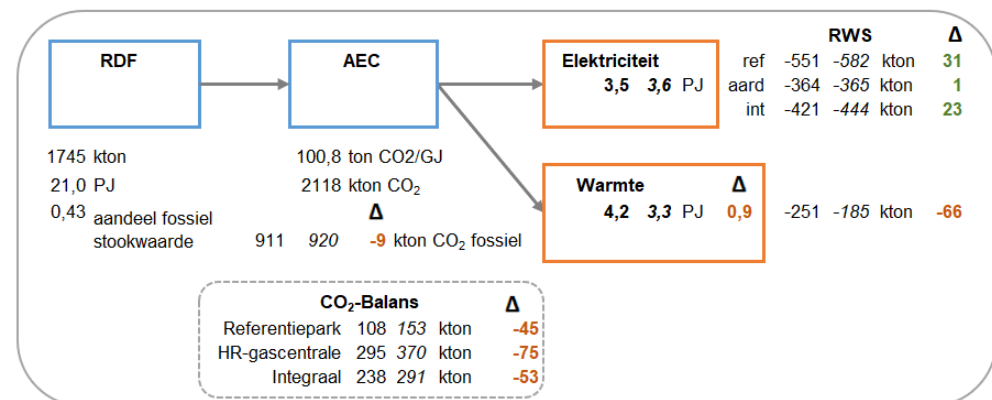 RDF
AEC
Elektriciteit
3,5 3,6 PJ
RWS Δ
ref -551 -582 kton 31
aard -364 -365 kton 1
int -421 -444 kton 23
1745 kton
21,0 PJ
0,43 aandeel fossiel
stookwaarde
100,8 ton CO2/GJ
2118 kton CO₂
Δ
911 920 -9 kton CO₂ fossiel
Warmte Δ
4,2 3,3 PJ 0,9 -251 -185 kton -66
CO₂-Balans Δ
Referentiepark 108 153 kton -45
HR-gascentrale 295 370 kton -75
Integraal 238 291 kton -53